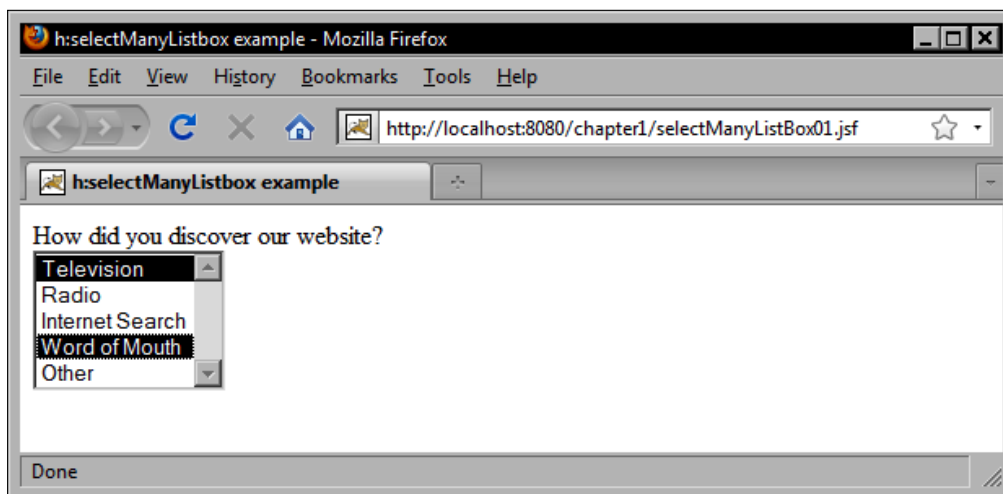 h:selectManyListbox example - Mozilla Firefox
File Edit View History Bookmarks Tools Help
http://localhost:8080/chapter1/selectManyListBox01.jsf
h:selectManyListbox example
How did you discover our website?
Television
Radio
Internet Search
Word of Mouth
Other
Done